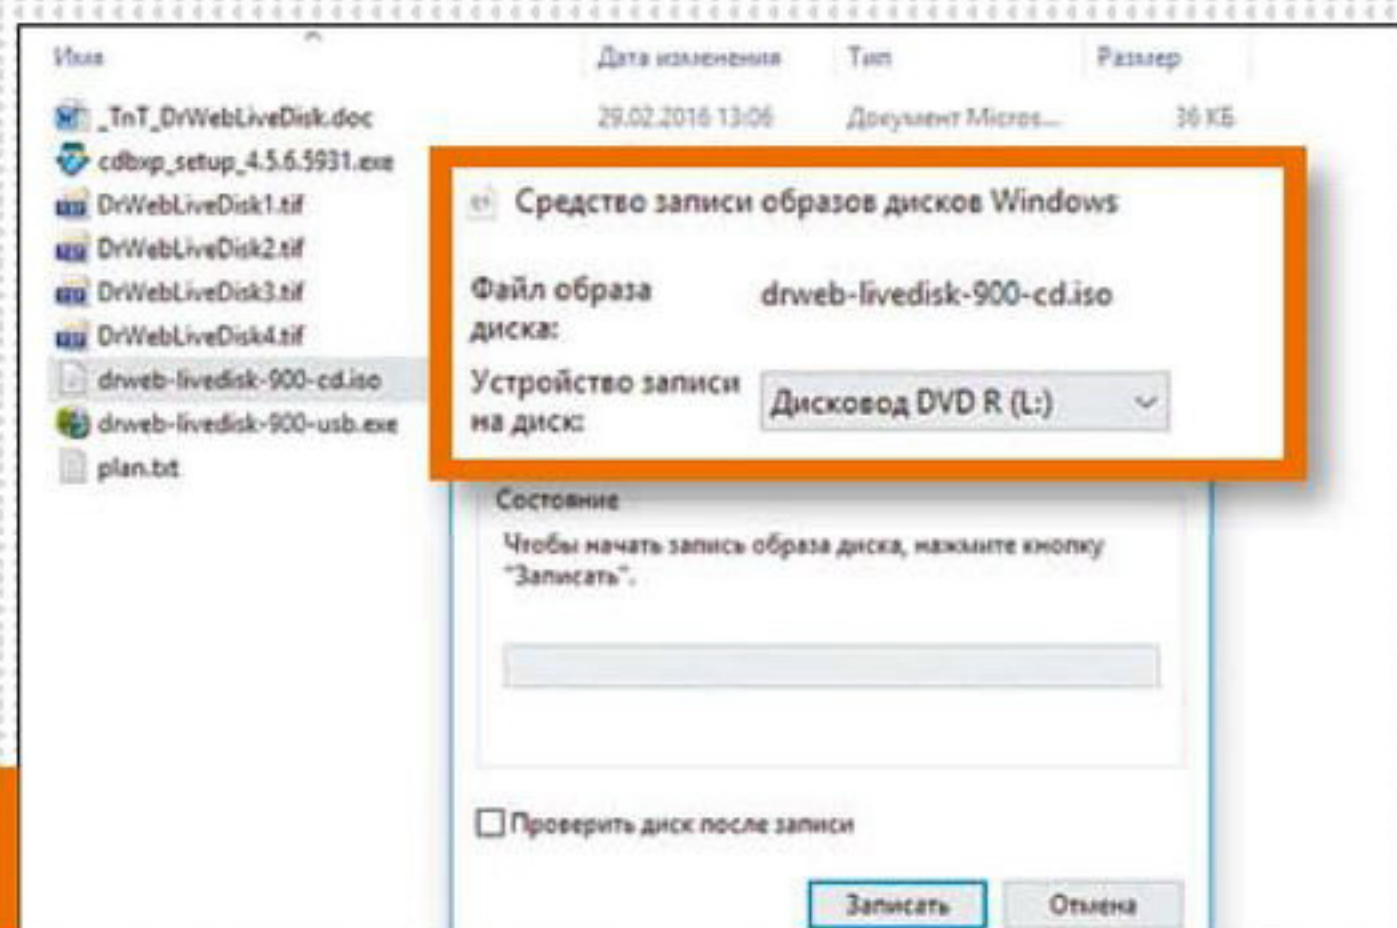 Имя Дата изменения Тип Размер
_TnT_DrWebLiveDisk.doc 29.02.2016 13:06 Документ Micros... 36 КБ
cdbxp_setup_4.5.6.5931.exe
DrWebLiveDisk1.tif
DrWebLiveDisk2.tif
DrWebLiveDisk3.tif
DrWebLiveDisk4.tif
drweb-livedisk-900-cd.iso
drweb-livedisk-900-usb.exe
plan.txt
Средство записи образов дисков Windows
Файл образа drweb-livedisk-900-cd.iso
диска:
Устройство записи Дисковод DVD R (L:)
на диск:
Состояние
Чтобы начать запись образа диска, нажмите кнопку
"Записать".
Проверить диск после записи
Записать Отмена